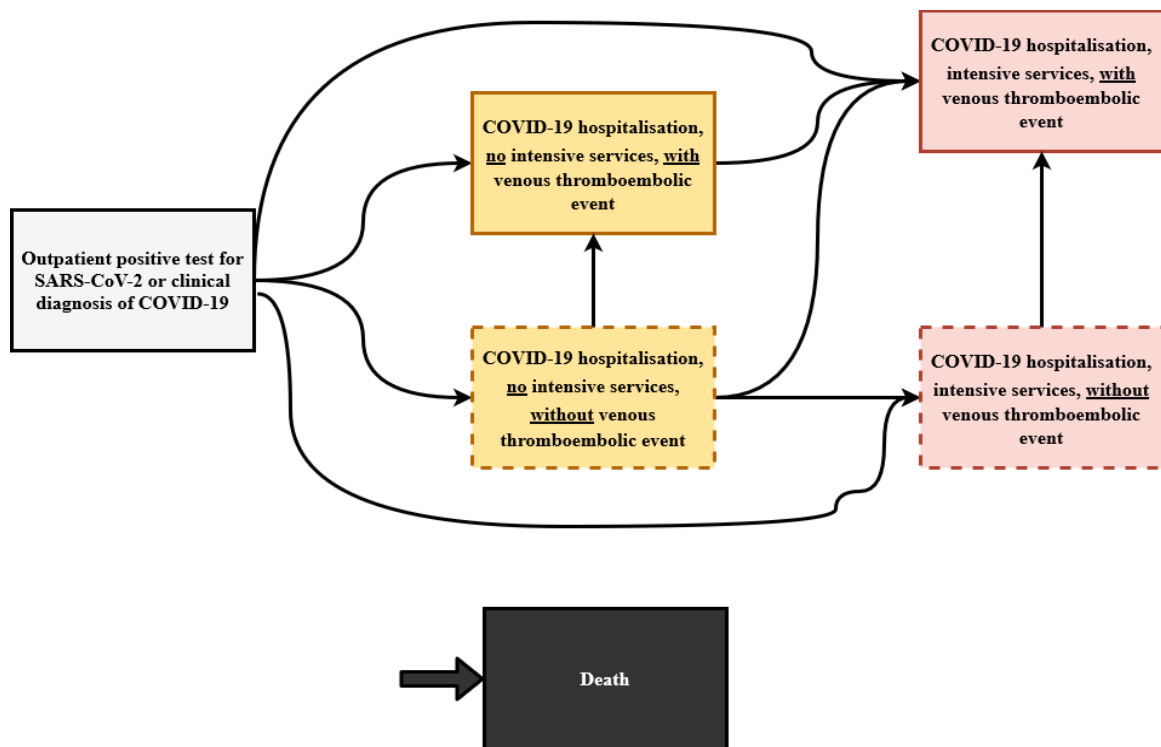 COVID-19 hospitalisation,
intensive services, with
venous thromboembolic
event
COVID-19 hospitalisation,
no intensive services, with
venous thromboembolic
event
Outpatient positive test for
SARS-CoV-2 or clinical
diagnosis of COVID-19
COVID-19 hospitalisation,
no intensive services,
without venous
thromboembolic event
COVID-19 hospitalisation,
intensive services, without
venous thromboembolic
event
Death